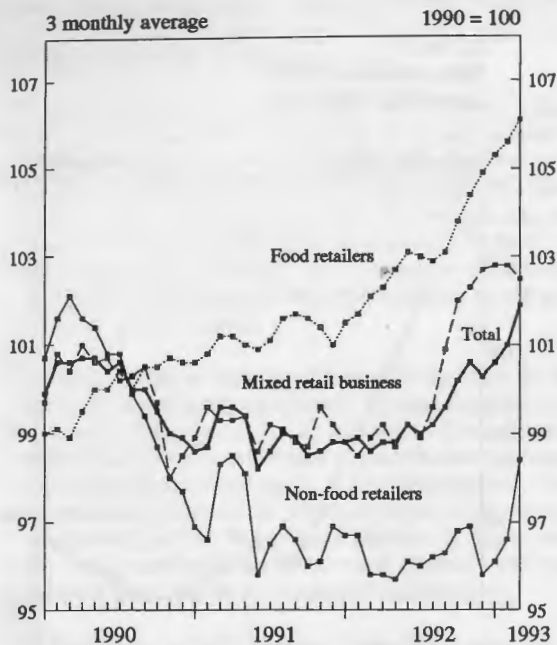 3 monthly average 1990 = 100
107 107
105 105
103 103
101 101
99 99
97 97
95 95
Food retailers
Total
Mixed retail business
Non-food retailers
1990 1991 1992 1993